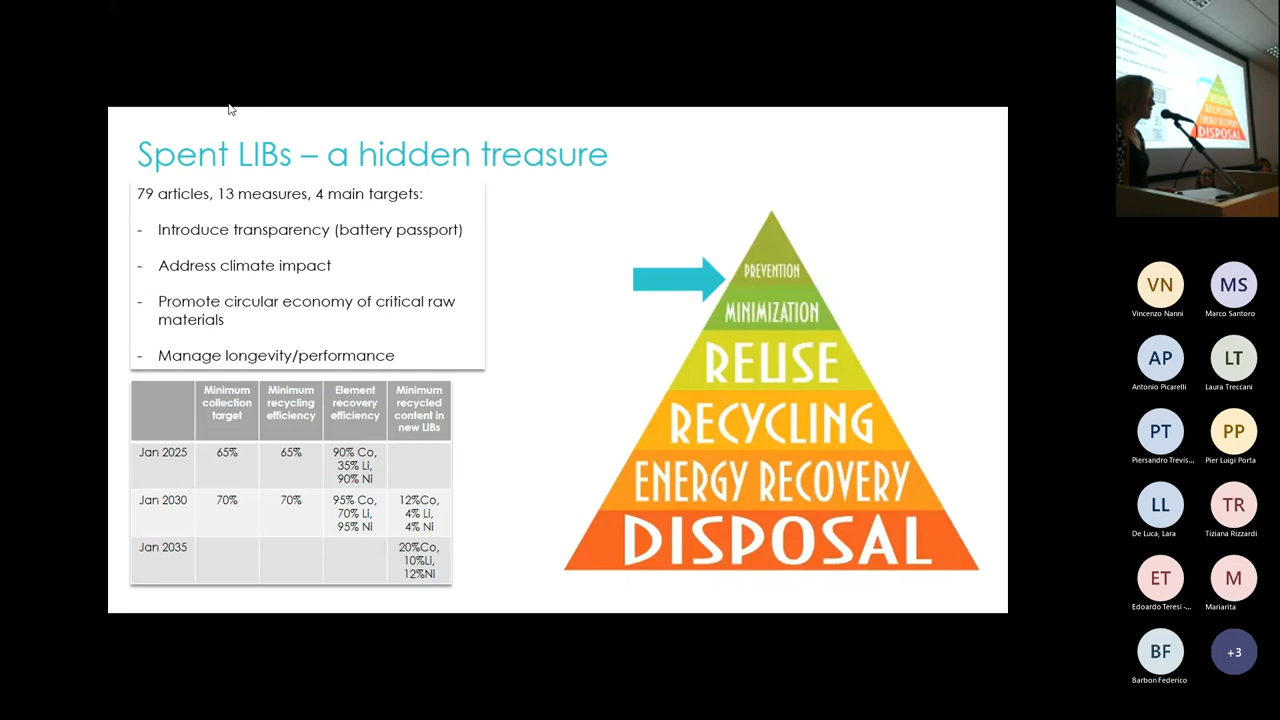 Spent LIBs – a hidden treasure
79 articles, 13 measures, 4 main targets:
- Introduce transparency (battery passport)
- Address climate impact
- Promote circular economy of critical raw
materials
- Manage longevity/performance
Minimum collection target
Minimum recycling efficiency
Element recovery efficiency
Minimum recycled content in new LIBs
Jan 2025
65%
65%
90% Co,
35% Li,
90% Ni
Jan 2030
70%
70%
95% Co,
70% Li,
95% Ni
12%Co,
4% Li,
4% Ni
Jan 2035
20%Co,
10%Li,
12%Ni
PREVENTION
MINIMIZATION
REUSE
RECYCLING
ENERGY RECOVERY
DISPOSAL
REUSE
RECYCLING
ENERGY RECOVERY
DISPOSAL
VN
Vincenzo Nanni
MS
Marco Santoro
AP
Antonio Picarelli
LT
Laura Treccani
PT
Piersandro Trevis...
PP
Pier Luigi Porta
LL
De Luca, Lara
TR
Tiziana Rizzardi
ET
Edoardo Teresi -...
M
Mariarita
BF
Barbon Federico
+3